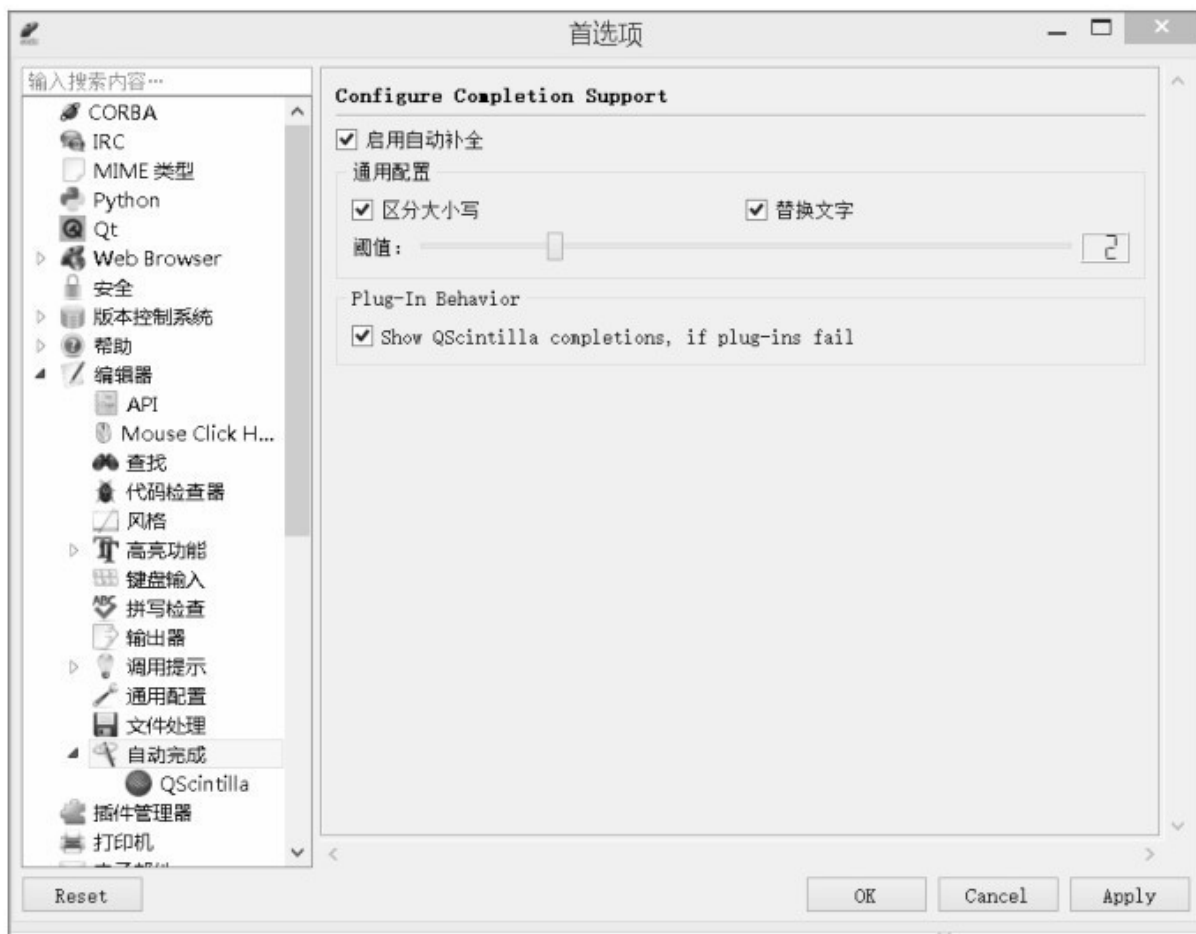 首选项
输入搜索内容…
CORBA
IRC
MIME 类型
Python
Qt
Web Browser
安全
版本控制系统
帮助
编辑器
API
Mouse Click H...
查找
代码检查器
风格
高亮功能
键盘输入
拼写检查
输出器
调用提示
通用配置
文件处理
自动完成
QScintilla
插件管理器
打印机
Configure Completion Support
启用自动补全
通用配置
区分大小写 替换文字
阈值: 2
Plug-In Behavior
Show QScintilla completions, if plug-ins fail
Reset OK Cancel Apply